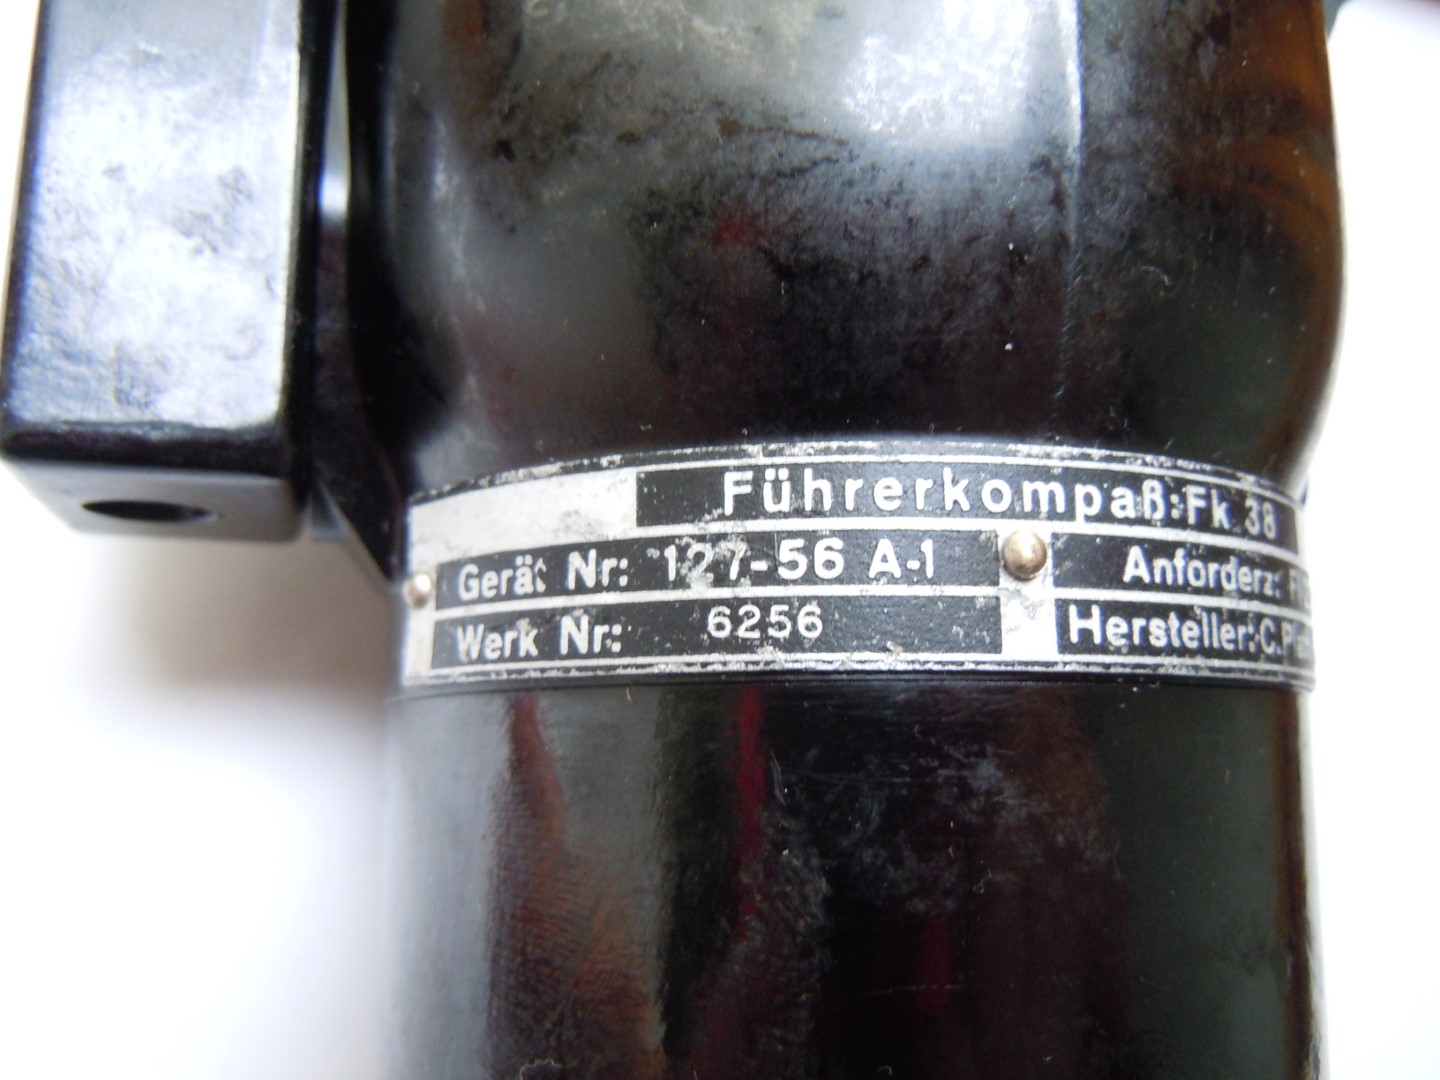 Führerkompaß: Fk 38
Gerät Nr: 127-56 A-1
Werk Nr: 6256
Anforderz:
Hersteller: C.